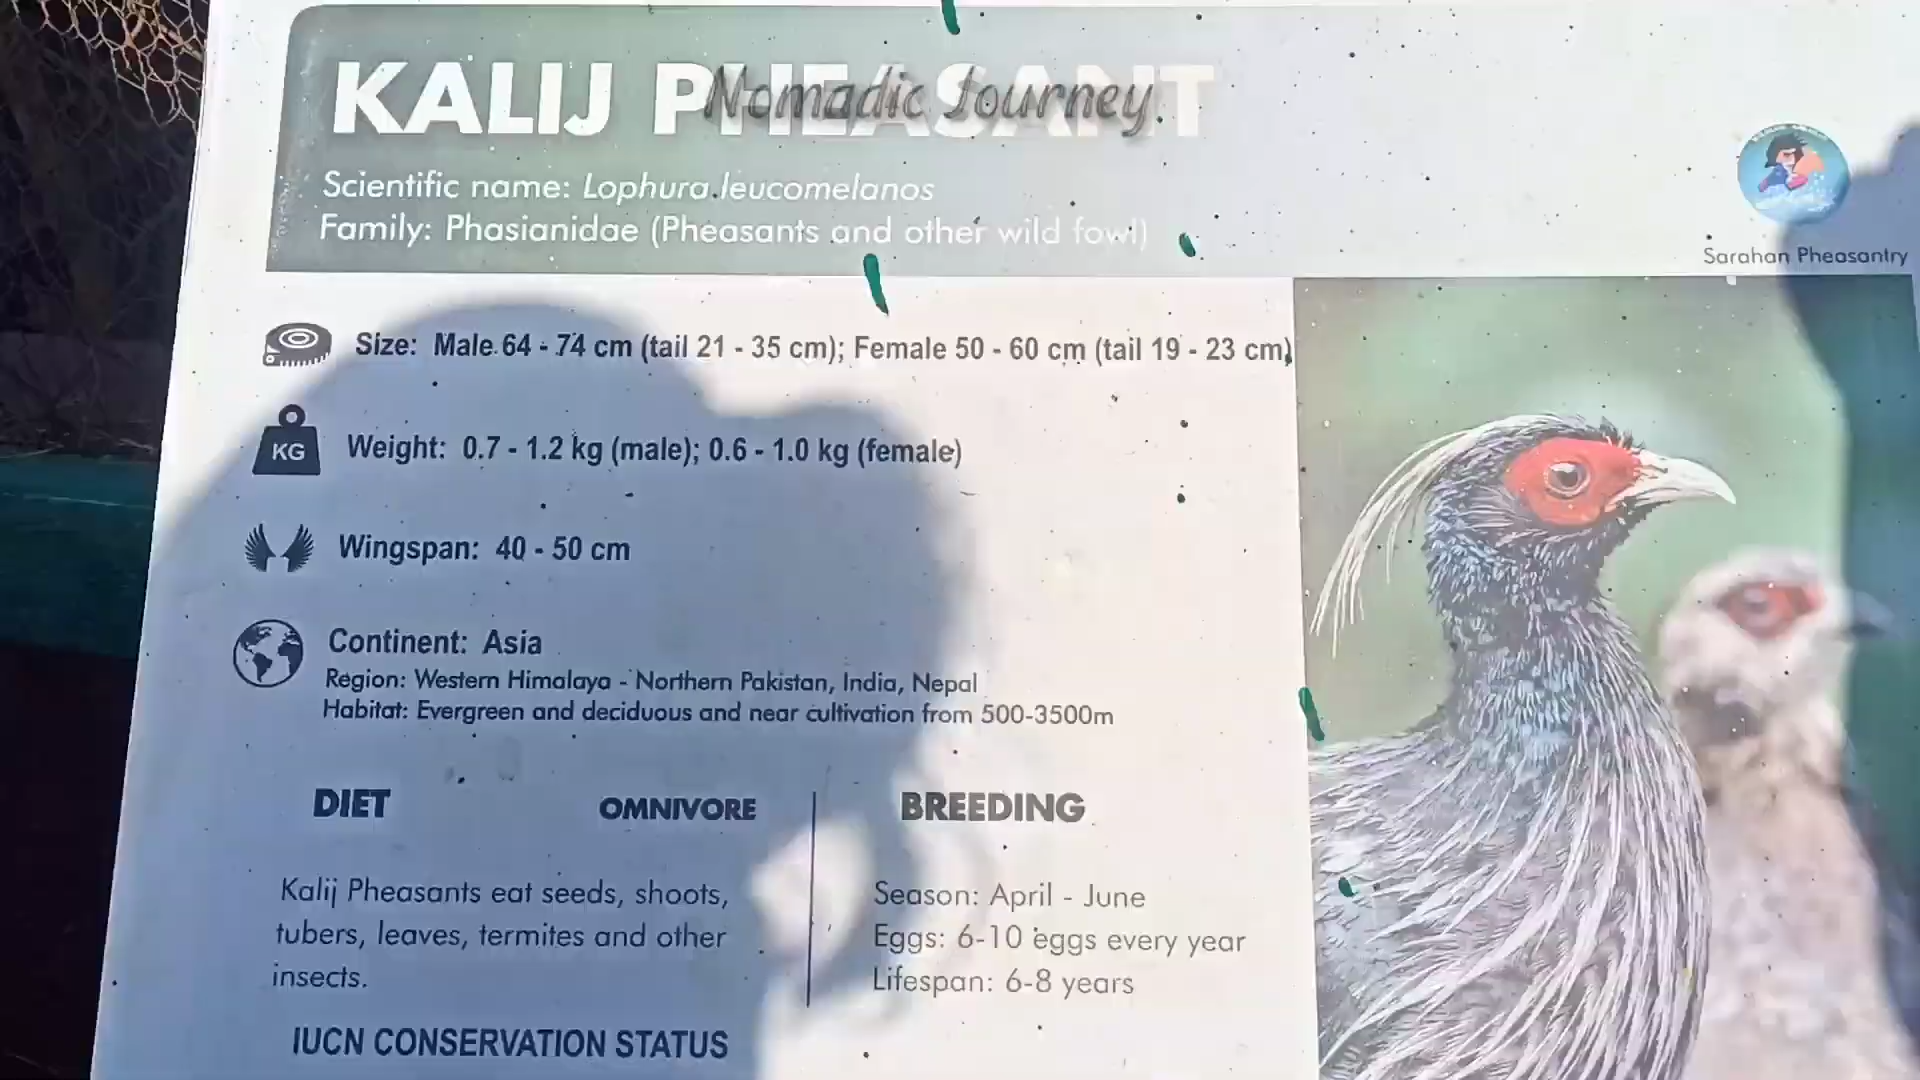 KALIJ PHEASANT
Nomadic Journey
Scientific name: Lophura leucomelanos
Family: Phasianidae (Pheasants and other wild fowl)
Sarahan Pheasantry
Size: Male 64 - 74 cm (tail 21 - 35 cm); Female 50 - 60 cm (tail 19 - 23 cm)
KG
Weight: 0.7 - 1.2 kg (male); 0.6 - 1.0 kg (female)
Wingspan: 40 - 50 cm
Continent: Asia
Region: Western Himalaya - Northern Pakistan, India, Nepal
Habitat: Evergreen and deciduous and near cultivation from 500-3500m
DIET OMNIVORE
Kalij Pheasants eat seeds, shoots,
tubers, leaves, termites and other
insects.
BREEDING
Season: April - June
Eggs: 6-10 eggs every year
Lifespan: 6-8 years
IUCN CONSERVATION STATUS